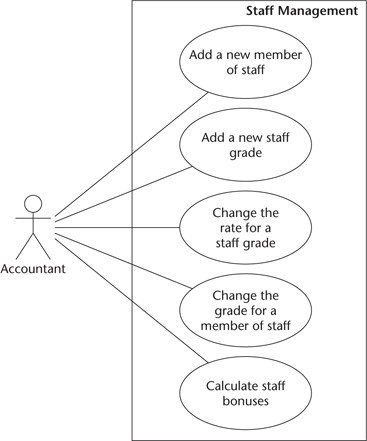 Staff Management
Add a new member
of staff
Add a new staff
grade
Change the
rate for a
staff grade
Accountant
Change the
grade for a
member of staff
Calculate staff
bonuses